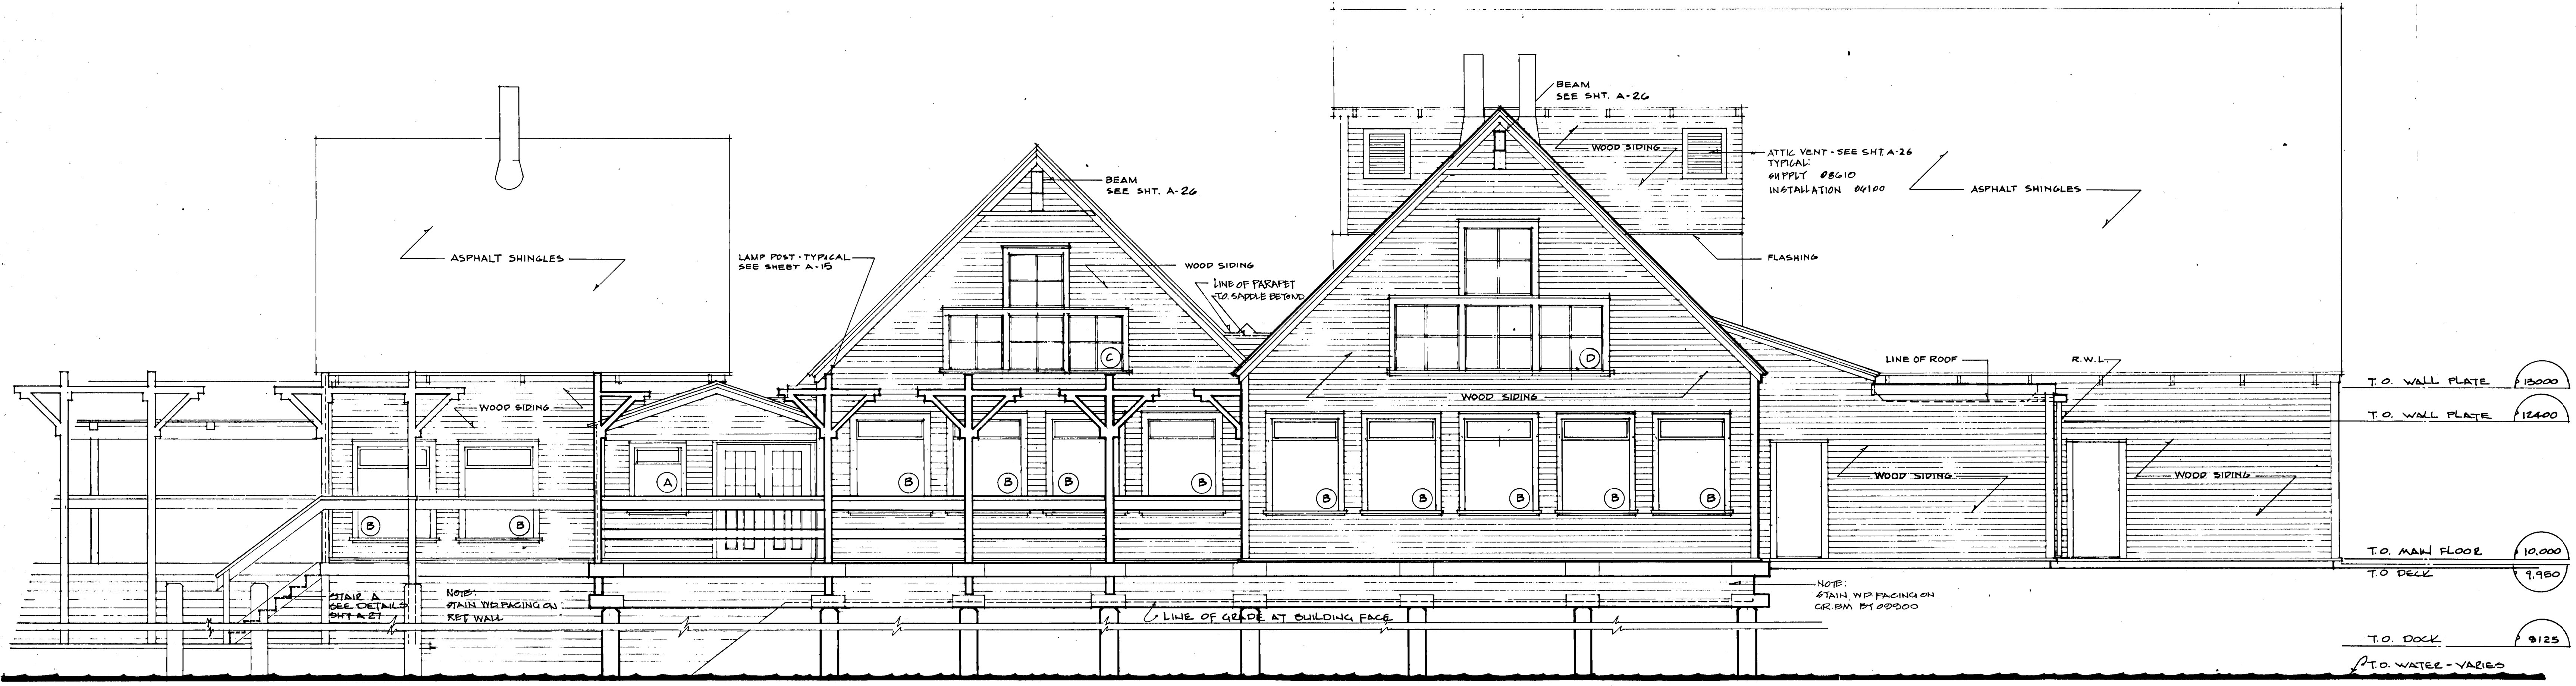 BEAM
SEE SHT. A-26
WOOD SIDING
ATTIC VENT - SEE SHT. A-26
TYPICAL:
SUPPLY 08610
INSTALLATION 06100
ASPHALT SHINGLES
BEAM
SEE SHT. A-26
ASPHALT SHINGLES
LAMP POST - TYPICAL
SEE SHEET A-15
WOOD SIDING
FLASHING
LINE OF PARAPET
T.O. SADDLE BEYOND
C
D
LINE OF ROOF
R.W.L.
T.O. WALL PLATE 13000
WOOD SIDING
WOOD SIDING
T.O. WALL PLATE 12400
A
B
B
B
B
B
B
B
B
B
WOOD SIDING
WOOD SIDING
B
B
T.O. MAIN FLOOR 10,000
T.O DECK 9,950
STAIR A
SEE DETAILS
SHT A-27
NOTE:
STAIN WD FACING ON
RET WALL
NOTE:
STAIN WD FACING ON
GR. BM BY 09900
LINE OF GRADE AT BUILDING FACE
T.O. DOCK 8125
T.O. WATER - VARIES